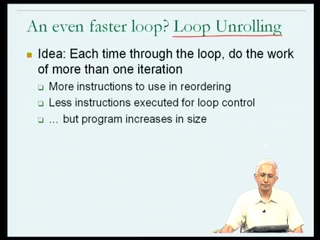 An even faster loop? Loop Unrolling
Idea: Each time through the loop, do the work
of more than one iteration
More instructions to use in reordering
Less instructions executed for loop control
... but program increases in size